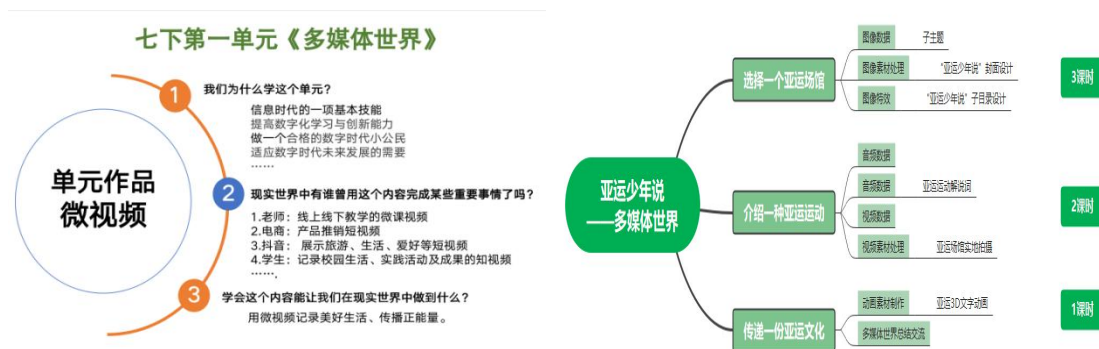 七下第一单元《多媒体世界》
单元作品
微视频
1
我们为什么学这个单元?
信息时代的一项基本技能
提高数字化学习与创新能力
做一个合格的数字时代小公民
适应数字时代未来发展的需要
……
2
现实世界中有谁曾用这个内容完成某些重要事情了吗?
1.老师:线上线下教学的微课视频
2.电商:产品推销短视频
3.抖音: 展示旅游、生活、爱好等短视频
4.学生:记录校园生活、实践活动及成果的知视频
…….
3
学会这个内容能让我们在现实世界中做到什么?
用微视频记录美好生活、传播正能量。
亚运少年说
——多媒体世界
选择一个亚运场馆
图像数据 子主题
图像素材处理 “亚运少年说”封面设计
图像特效 “亚运少年说”子目录设计
3课时
介绍一种亚运运动
音频数据
音频数据 亚运运动解说词
视频数据
视频素材处理 亚运场馆实地拍摄
2课时
传递一份亚运文化
动画素材制作 亚运3D文字动画
多媒体世界总结交流
1课时